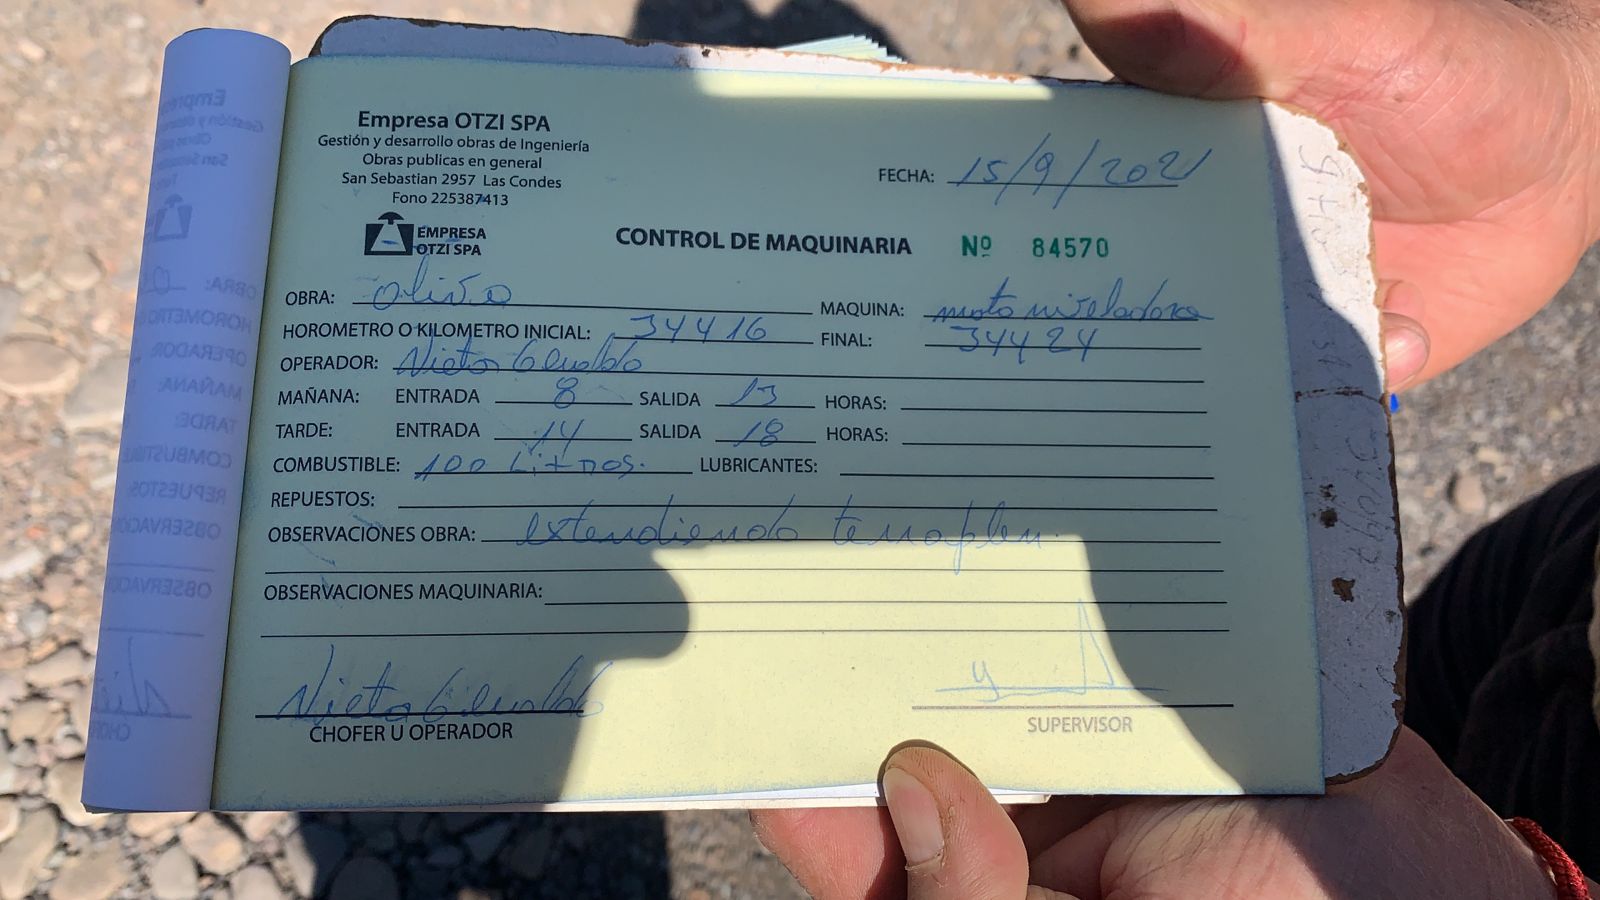 Empresa OTZI SPA
Gestión y desarrollo obras de Ingeniería
Obras publicas en general
San Sebastian 2957 Las Condes
Fono 225387413
FECHA: 15/9/2021
EMPRESA
OTZI SPA
CONTROL DE MAQUINARIA Nº 84570
OBRA: MAQUINA: moto niveladora
HOROMETRO O KILOMETRO INICIAL: 34416 FINAL: 34424
OPERADOR: Nieto
MAÑANA: ENTRADA 8 SALIDA 13 HORAS:
TARDE: ENTRADA 14 SALIDA 18 HORAS:
COMBUSTIBLE: 100 Litros. LUBRICANTES:
REPUESTOS:
OBSERVACIONES OBRA: extendiendo terraplen.
OBSERVACIONES MAQUINARIA:
Nieto
CHOFER U OPERADOR
SUPERVISOR